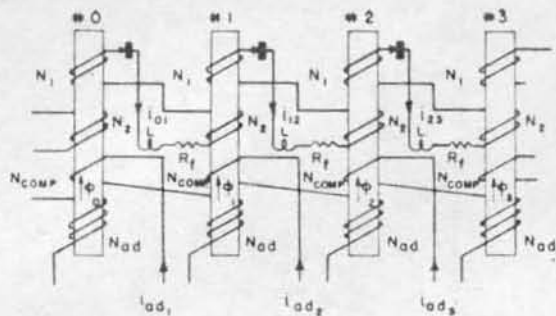 # 0 # 1 # 2 # 3
N1 N1 N1 N1
i01 i12 i23
N2 L N2 L N2 L N2
Rf Rf Rf
NCOMP NCOMP NCOMP NCOMP
ϕ0 ϕ1 ϕ2 ϕ3
Nad Nad Nad Nad
iad1 iad2 iad3